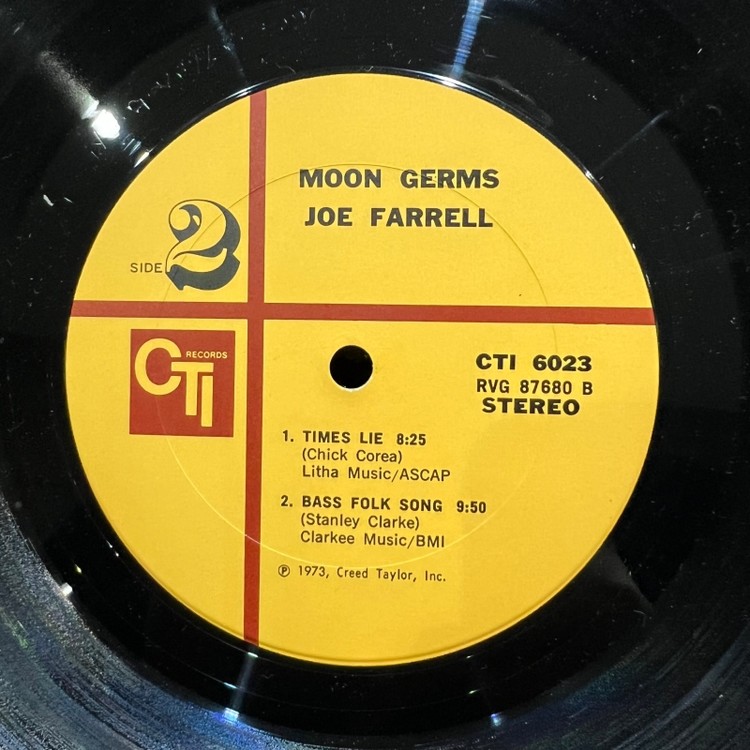 MOON GERMS
JOE FARRELL
SIDE 2
CTI RECORDS
CTI 6023
RVG 87680 B
STEREO
1. TIMES LIE 8:25
(Chick Corea)
Litha Music/ASCAP
2. BASS FOLK SONG 9:50
(Stanley Clarke)
Clarkee Music/BMI
℗ 1973, Creed Taylor, Inc.